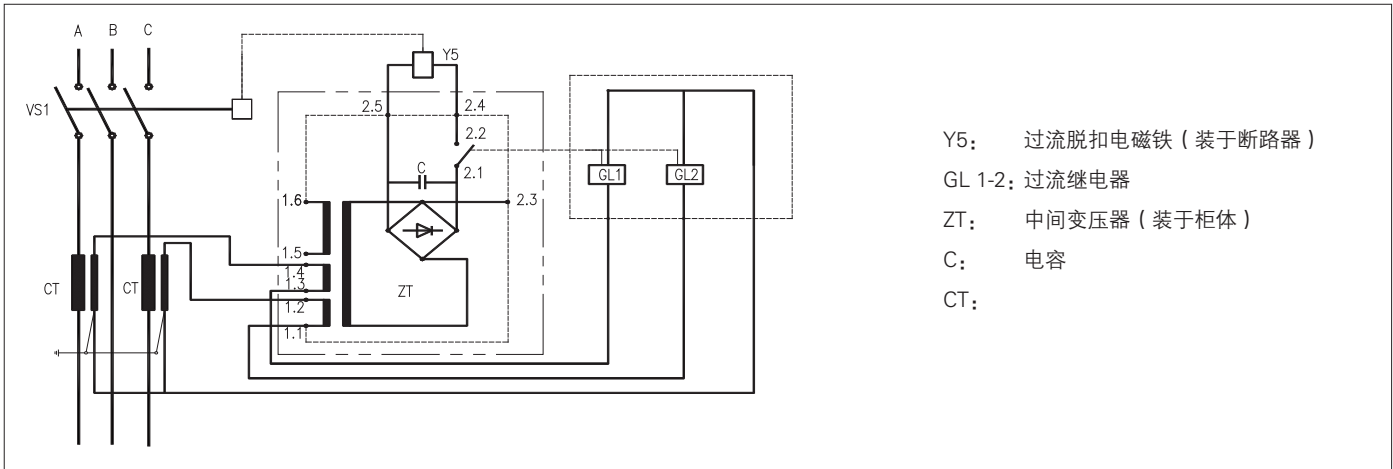 A B C
Y5
VS1
2.5 2.4
2.2
C 2.1
GL1 GL2
1.6 2.3
1.5
1.4
CT CT 1.3 ZT
1.2
1.1
Y5： 过流脱扣电磁铁（装于断路器）
GL 1-2：过流继电器
ZT： 中间变压器（装于柜体）
C： 电容
CT：